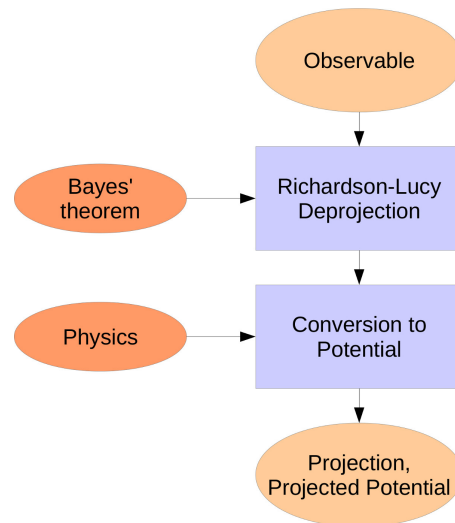 Observable
Bayes'
theorem
Richardson-Lucy
Deprojection
Physics
Conversion to
Potential
Projection,
Projected Potential